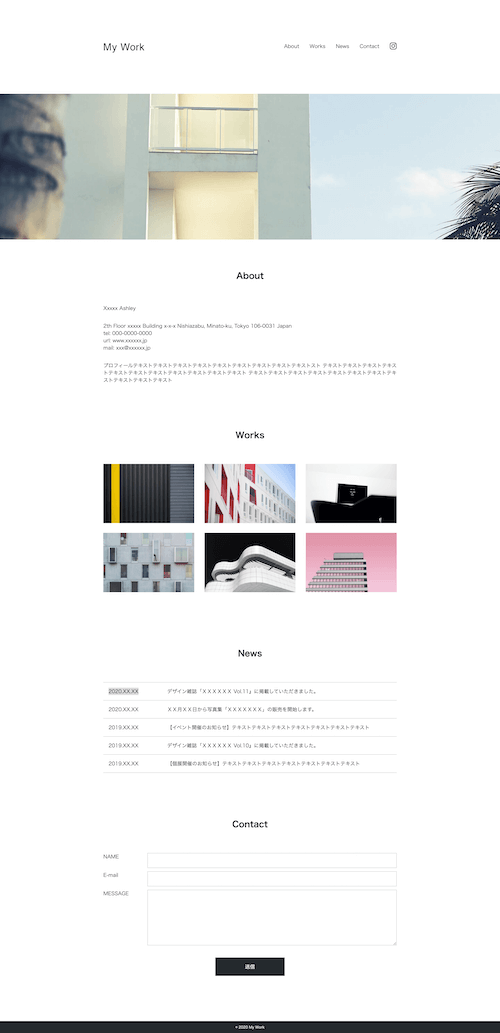 My Work
About Works News Contact
About
Xxxxx Ashley
2th Floor xxxxx Building x-x-x Nishiazabu, Minato-ku, Tokyo 106-0031 Japan
tel: 000-0000-0000
url: www.xxxxxx.jp
mail: xxx@xxxxxx.jp
プロフィールテキストテキストテキストテキストテキストテキストテキストテキストテキストスト テキストテキストテキストテキス
トテキストテキストテキストテキストテキストテキストテキスト テキストテキストテキストテキストテキストテキストテキストテキ
ストテキストテキストテキスト
Works
News
2020.XX.XX デザイン雑誌「ＸＸＸＸＸＸ Vol.11」に掲載していただきました。
2020.XX.XX ＸＸ月ＸＸ日から写真集「ＸＸＸＸＸＸＸ」の販売を開始します。
2019.XX.XX 【イベント開催のお知らせ】テキストテキストテキストテキストテキストテキストテキスト
2019.XX.XX デザイン雑誌「ＸＸＸＸＸＸ Vol.10」に掲載していただきました。
2019.XX.XX 【個展開催のお知らせ】テキストテキストテキストテキストテキストテキストテキスト
Contact
NAME
E-mail
MESSAGE
送信
© 2020 My Work